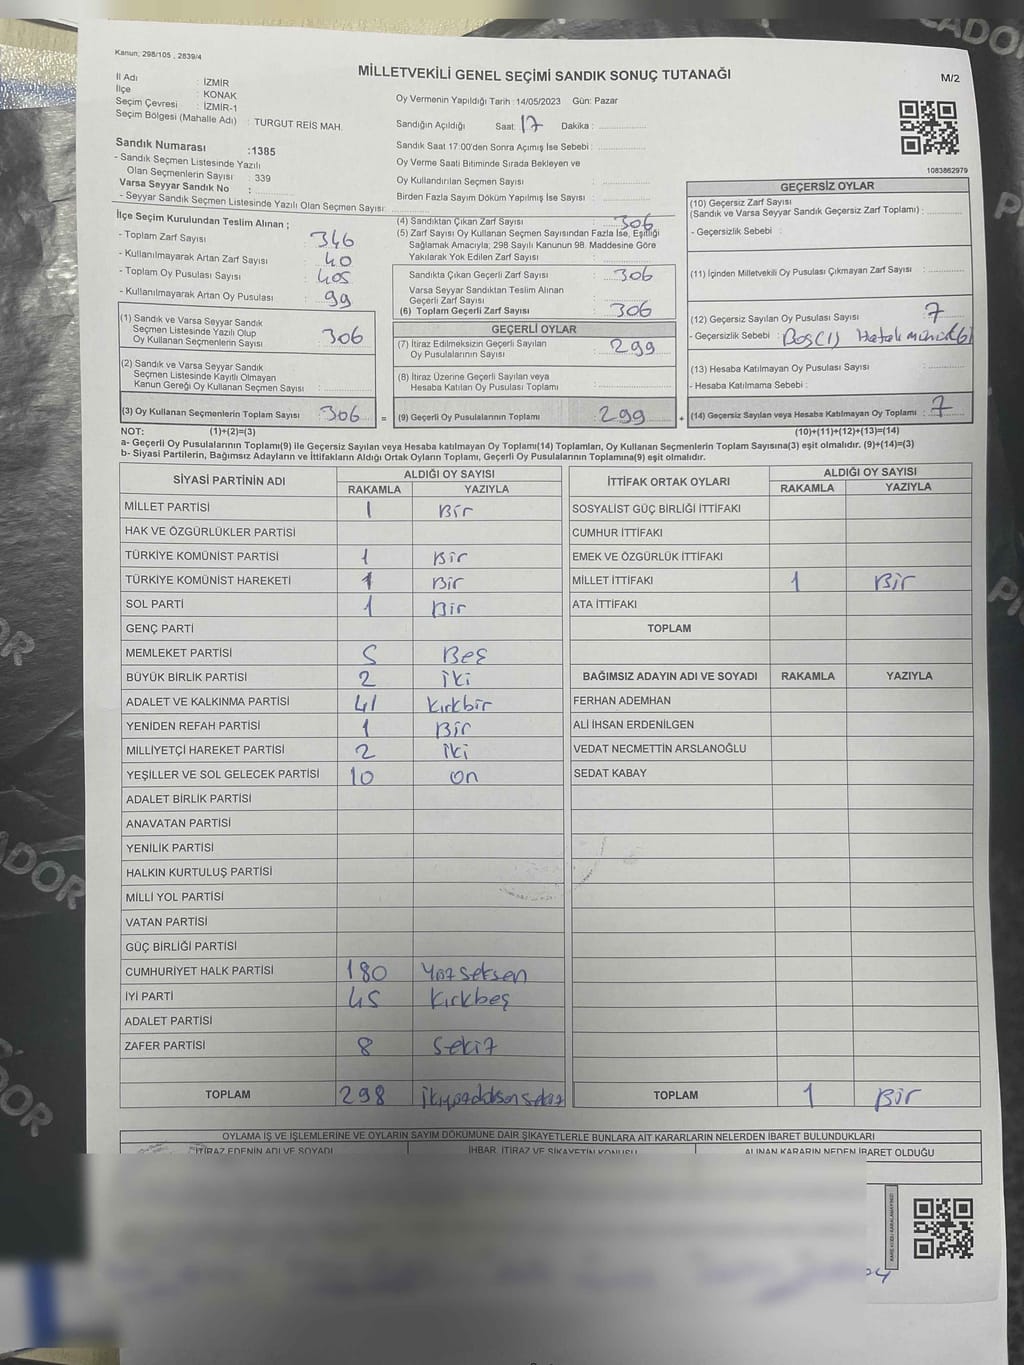 Kanun; 298/105 , 2839/4
MİLLETVEKİLİ GENEL SEÇİMİ SANDIK SONUÇ TUTANAĞI
M/2
İl Adı : İZMİR
İlçe : KONAK
Seçim Çevresi : İZMİR-1
Seçim Bölgesi (Mahalle Adı) : TURGUT REİS MAH.
Sandık Numarası :1385
- Sandık Seçmen Listesinde Yazılı
Olan Seçmenlerin Sayısı : 339
Varsa Seyyar Sandık No :
- Seyyar Sandık Seçmen Listesinde Yazılı Olan Seçmen Sayısı:
Oy Vermenin Yapıldığı Tarih :14/05/2023 Gün: Pazar
Sandığın Açıldığı Saat: 17 Dakika :
Sandık Saat 17:00'den Sonra Açımış İse Sebebi :
Oy Verme Saati Bitiminde Sırada Bekleyen ve
Oy Kullandırılan Seçmen Sayısı :
Birden Fazla Sayım Döküm Yapılmış İse Sayısı :
1083862979
İlçe Seçim Kurulundan Teslim Alınan ;
- Toplam Zarf Sayısı : 346
- Kullanılmayarak Artan Zarf Sayısı : 40
- Toplam Oy Pusulası Sayısı : 405
- Kullanılmayarak Artan Oy Pusulası : 99
(4) Sandıktan Çıkan Zarf Sayısı : 306
(5) Zarf Sayısı Oy Kullanan Seçmen Sayısından Fazla İse, Eşitliği
Sağlamak Amacıyla; 298 Sayılı Kanunun 98. Maddesine Göre
Yakılarak Yok Edilen Zarf Sayısı :
Sandıkta Çıkan Geçerli Zarf Sayısı : 306
Varsa Seyyar Sandıktan Teslim Alınan
Geçerli Zarf Sayısı :
(6) Toplam Geçerli Zarf Sayısı : 306
GEÇERSİZ OYLAR
(10) Geçersiz Zarf Sayısı
(Sandık ve Varsa Seyyar Sandık Geçersiz Zarf Toplamı) :
- Geçersizlik Sebebi :
(11) İçinden Milletvekili Oy Pusulası Çıkmayan Zarf Sayısı :
(12) Geçersiz Sayılan Oy Pusulası Sayısı : 7
- Geçersizlik Sebebi : Boş(1)
(13) Hesaba Katılmayan Oy Pusulası Sayısı :
- Hesaba Katılmama Sebebi :
(14) Geçersiz Sayılan veya Hesaba Katılmayan Oy Toplamı : 7
(10)+(11)+(12)+(13)=(14)
(1) Sandık ve Varsa Seyyar Sandık
Seçmen Listesinde Yazılı Olup
Oy Kullanan Seçmenlerin Sayısı : 306
(2) Sandık ve Varsa Seyyar Sandık
Seçmen Listesinde Kayıtlı Olmayan
Kanun Gereği Oy Kullanan Seçmen Sayısı :
(3) Oy Kullanan Seçmenlerin Toplam Sayısı 306 =
GEÇERLİ OYLAR
(7) İtiraz Edilmeksizin Geçerli Sayılan
Oy Pusulalarının Sayısı : 299
(8) İtiraz Üzerine Geçerli Sayılan veya
Hesaba Katılan Oy Pusulası Toplamı :
(9) Geçerli Oy Pusulalarının Toplamı 299 +
NOT: (1)+(2)=(3)
a- Geçerli Oy Pusulalarının Toplamı(9) ile Geçersiz Sayılan veya Hesaba katılmayan Oy Toplamı(14) Toplamları, Oy Kullanan Seçmenlerin Toplam Sayısına(3) eşit olmalıdır. (9)+(14)=(3)
b- Siyasi Partilerin, Bağımsız Adayların ve İttifakların Aldığı Ortak Oyların Toplamı, Geçerli Oy Pusulalarının Toplamına(9) eşit olmalıdır.
SİYASİ PARTİNİN ADI ALDIĞI OY SAYISI
RAKAMLA YAZIYLA
MİLLET PARTİSİ 1 Bir
HAK VE ÖZGÜRLÜKLER PARTİSİ
TÜRKİYE KOMÜNİST PARTİSİ 1 Bir
TÜRKİYE KOMÜNİST HAREKETİ 1 Bir
SOL PARTİ 1 Bir
GENÇ PARTİ
MEMLEKET PARTİSİ 5 Beş
BÜYÜK BİRLİK PARTİSİ 2 iki
ADALET VE KALKINMA PARTİSİ 41 Kırkbir
YENİDEN REFAH PARTİSİ 1 Bir
MİLLİYETÇİ HAREKET PARTİSİ 2 iki
YEŞİLLER VE SOL GELECEK PARTİSİ 10 on
ADALET BİRLİK PARTİSİ
ANAVATAN PARTİSİ
YENİLİK PARTİSİ
HALKIN KURTULUŞ PARTİSİ
MİLLİ YOL PARTİSİ
VATAN PARTİSİ
GÜÇ BİRLİĞİ PARTİSİ
CUMHURİYET HALK PARTİSİ 180 Yüzseksen
İYİ PARTİ 45 Kırkbeş
ADALET PARTİSİ
ZAFER PARTİSİ 8 Sekiz
TOPLAM 298 ikiyüzdoksansekiz
İTTİFAK ORTAK OYLARI ALDIĞI OY SAYISI
RAKAMLA YAZIYLA
SOSYALİST GÜÇ BİRLİĞİ İTTİFAKI
CUMHUR İTTİFAKI
EMEK VE ÖZGÜRLÜK İTTİFAKI
MİLLET İTTİFAKI 1 Bir
ATA İTTİFAKI
TOPLAM
BAĞIMSIZ ADAYIN ADI VE SOYADI RAKAMLA YAZIYLA
FERHAN ADEMHAN
ALİ İHSAN ERDENİLGEN
VEDAT NECMETTİN ARSLANOĞLU
SEDAT KABAY
TOPLAM 1 Bir
OYLAMA İŞ VE İŞLEMLERİNE VE OYLARIN SAYIM DÖKÜMÜNE DAİR ŞİKAYETLERLE BUNLARA AİT KARARLARIN NELERDEN İBARET BULUNDUKLARI
İTİRAZ EDENİN ADI VE SOYADI İHBAR, İTİRAZ VE ŞİKAYETİN KONUSU ALINAN KARARIN NEDEN İBARET OLDUĞU